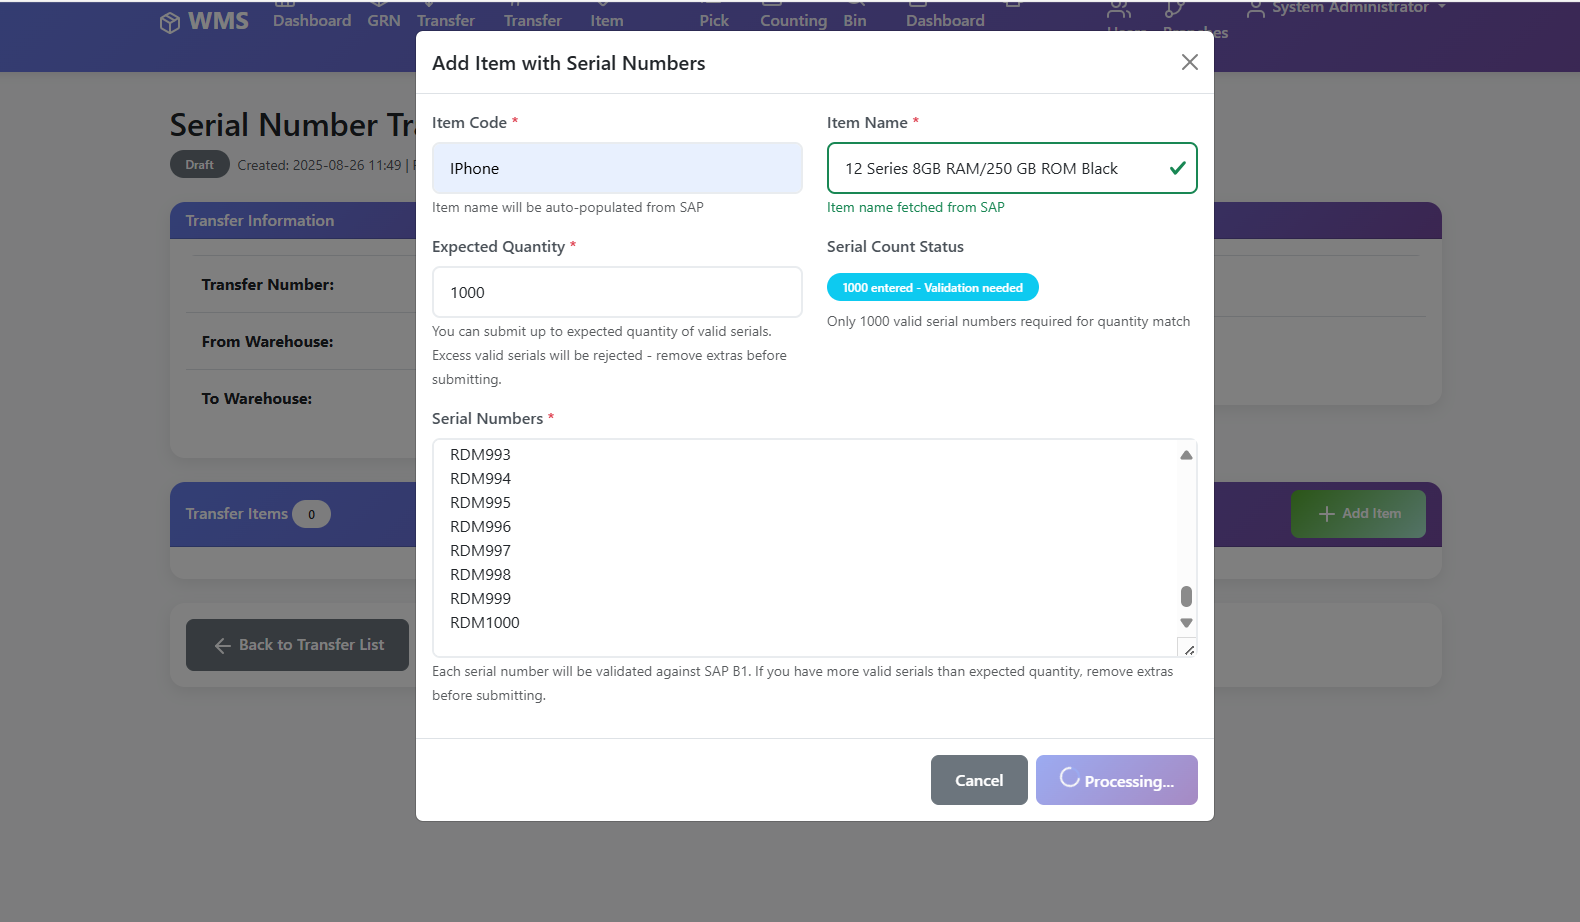 WMS
Dashboard
GRN
Transfer
Transfer
Item
Pick
Counting
Bin
Dashboard
System Administrator
Serial Number Tr
Draft
Created: 2025-08-26 11:49 |
Transfer Information
Transfer Number:
From Warehouse:
To Warehouse:
Transfer Items 0
Add Item
Back to Transfer List
Add Item with Serial Numbers
Item Code *
IPhone
Item name will be auto-populated from SAP
Item Name *
12 Series 8GB RAM/250 GB ROM Black
Item name fetched from SAP
Expected Quantity *
1000
You can submit up to expected quantity of valid serials.
Excess valid serials will be rejected - remove extras before
submitting.
Serial Count Status
1000 entered - Validation needed
Only 1000 valid serial numbers required for quantity match
Serial Numbers *
RDM993
RDM994
RDM995
RDM996
RDM997
RDM998
RDM999
RDM1000
Each serial number will be validated against SAP B1. If you have more valid serials than expected quantity, remove extras
before submitting.
Cancel
Processing...